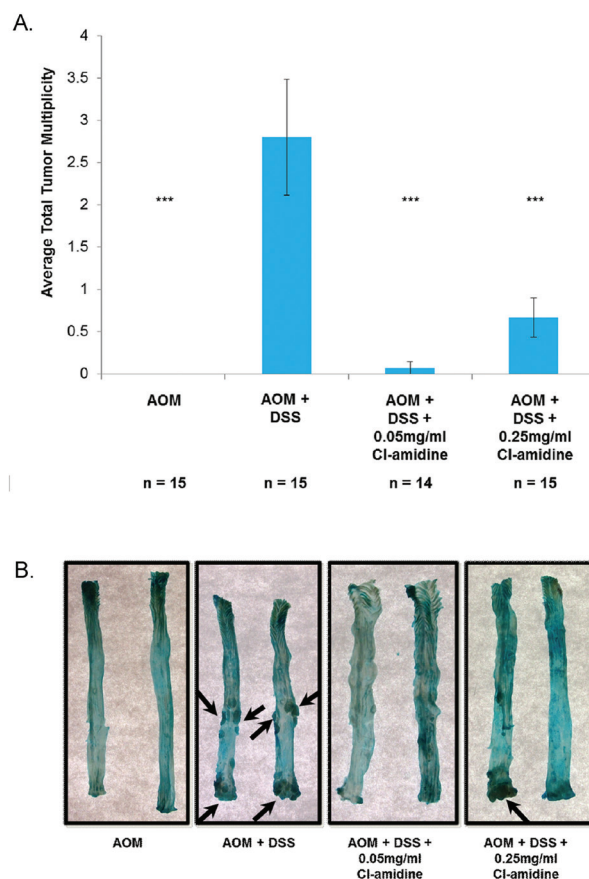 A.
Average Total Tumor Multiplicity
4
3.5
3
2.5
2
1.5
1
0.5
0
***
***
***
AOM
AOM +
DSS
AOM +
DSS +
0.05mg/ml
Cl-amidine
AOM +
DSS +
0.25mg/ml
Cl-amidine
n = 15
n = 15
n = 14
n = 15
B.
AOM
AOM + DSS
AOM + DSS +
0.05mg/ml
Cl-amidine
AOM + DSS +
0.25mg/ml
Cl-amidine